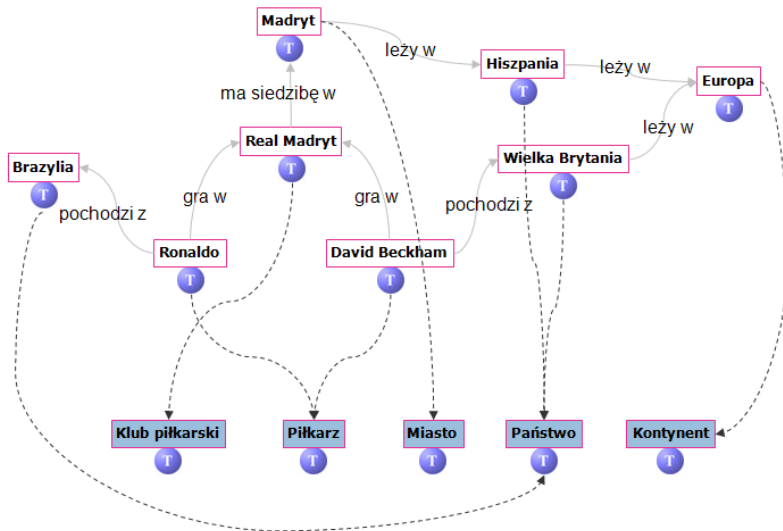 Madryt
T
leży w
Hiszpania
T
leży w
Europa
T
ma siedzibę w
leży w
Real Madryt
T
Wielka Brytania
T
Brazylia
T
pochodzi z
gra w
gra w
pochodzi z
Ronaldo
T
David Beckham
T
Klub piłkarski
T
Piłkarz
T
Miasto
T
Państwo
T
Kontynent
T